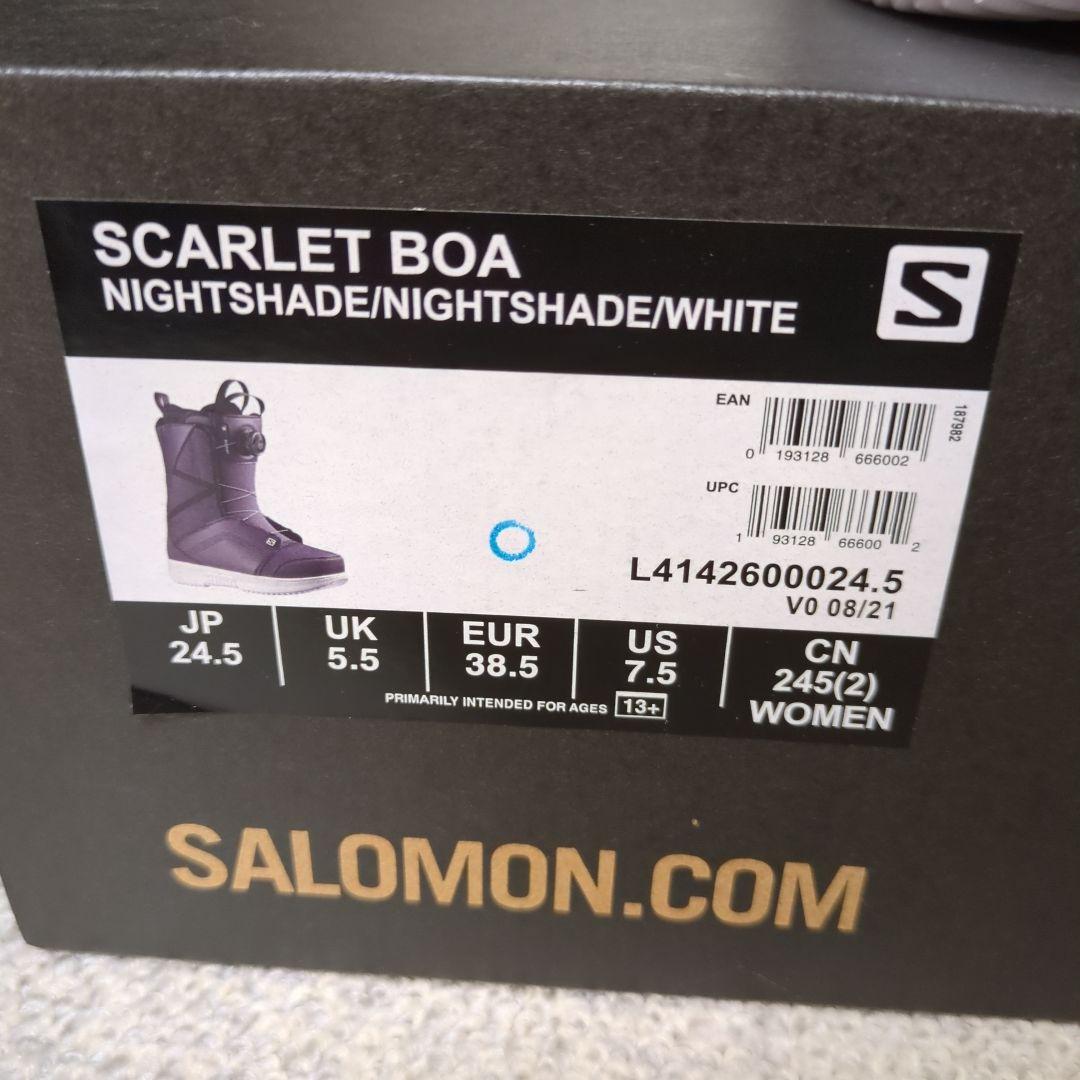 SCARLET BOA
NIGHTSHADE/NIGHTSHADE/WHITE
S
EAN
0 193128 666002
187982
UPC
1 93128 66600 2
L4142600024.5
V0 08/21
JP
24.5
UK
5.5
EUR
38.5
US
7.5
CN
245(2)
WOMEN
PRIMARILY INTENDED FOR AGES 13+
SALOMON.COM